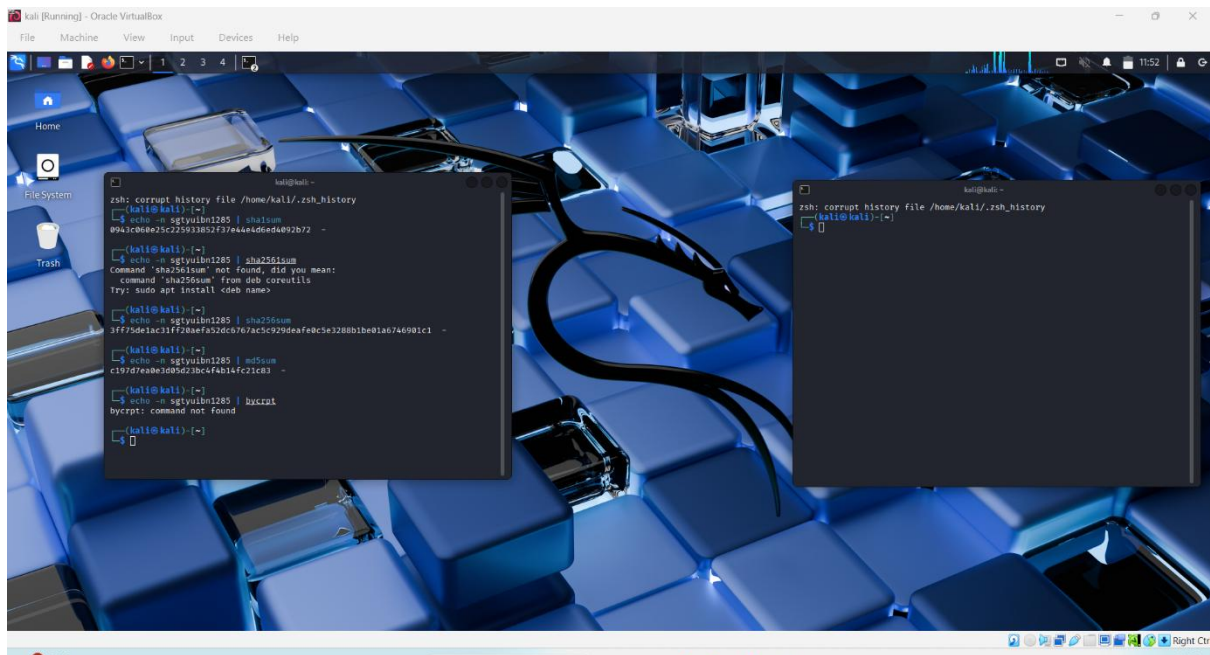 kali [Running] - Oracle VirtualBox
File Machine View Input Devices Help
1 2 3 4
11:52
Home
File System
Trash
kali@kali: ~
zsh: corrupt history file /home/kali/.zsh_history
(kali㉿kali)-[~]
$ echo -n sgtyuibn1285 | sha1sum
0943c060e25c225933852f37e44e4d6ed4092b72 -
(kali㉿kali)-[~]
$ echo -n sgtyuibn1285 | sha2561sum
Command 'sha2561sum' not found, did you mean:
command 'sha256sum' from deb coreutils
Try: sudo apt install <deb name>
(kali㉿kali)-[~]
$ echo -n sgtyuibn1285 | sha256sum
3ff75de1ac31ff20aefa52dc6767ac5c929deafe0c5e3288b1be01a6746901c1 -
(kali㉿kali)-[~]
$ echo -n sgtyuibn1285 | md5sum
c197d7ea0e3d05d23bc4f4b14fc21c83 -
(kali㉿kali)-[~]
$ echo -n sgtyuibn1285 | bycrpt
bycrpt: command not found
(kali㉿kali)-[~]
$
kali@kali: ~
zsh: corrupt history file /home/kali/.zsh_history
(kali㉿kali)-[~]
$
Right Ctr